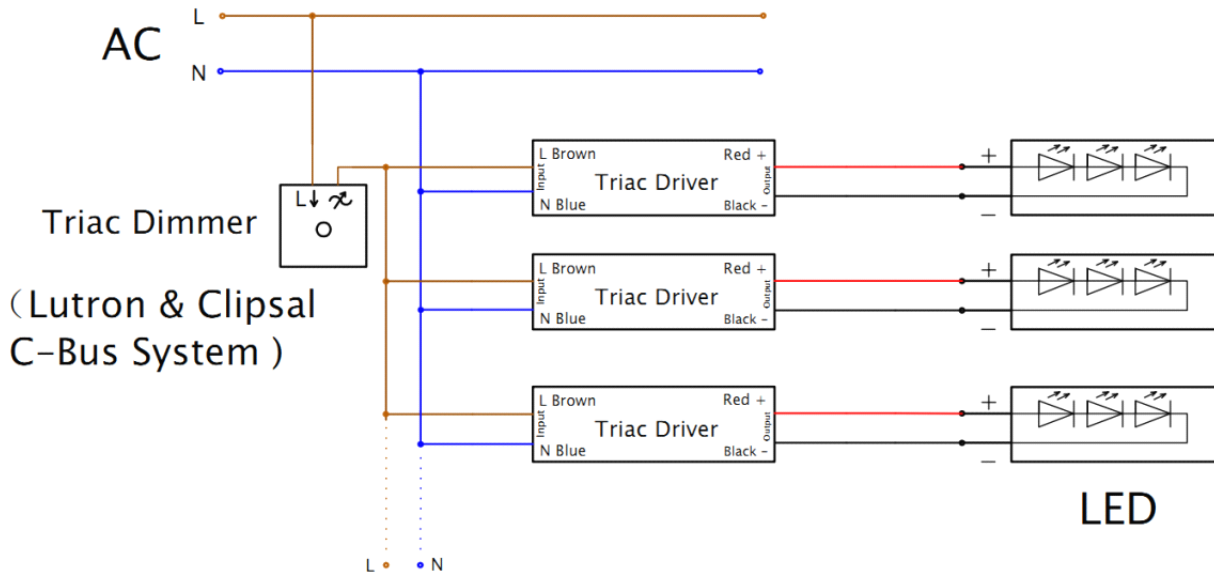 L
AC
N
L Brown
Red +
Input
Triac Driver
Output
N Blue
Black -
+
−
L
Triac Dimmer
(Lutron & Clipsal
C-Bus System )
L Brown
Red +
Input
Triac Driver
Output
N Blue
Black -
+
−
L Brown
Red +
Input
Triac Driver
Output
N Blue
Black -
+
−
LED
L
N